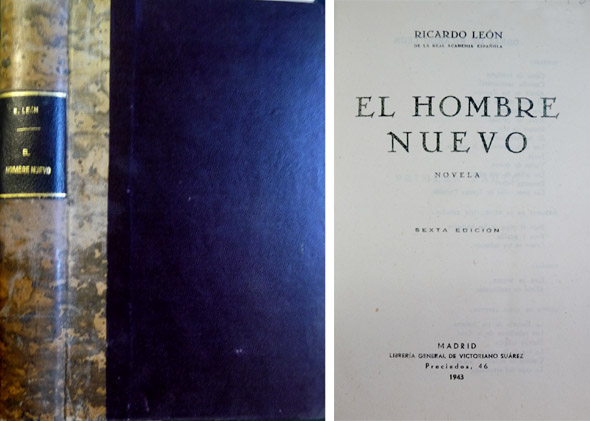 R. LEÓN
EL
HOMBRE NUEVO
RICARDO LEÓN
DE LA REAL ACADEMIA ESPAÑOLA
EL HOMBRE
NUEVO
NOVELA
SEXTA EDICIÓN
MADRID
LIBRERÍA GENERAL DE VICTORIANO SUÁREZ
Preciados, 46
1943